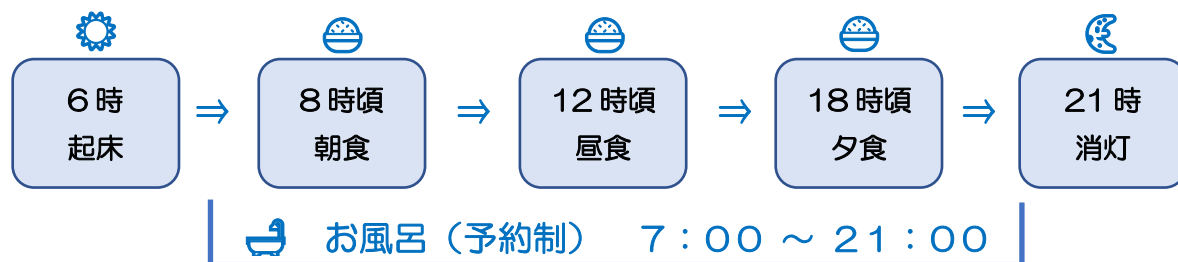 6時
起床
⇒
8時頃
朝食
⇒
12時頃
昼食
⇒
18時頃
夕食
⇒
21時
消灯
お風呂（予約制） 7：00 ～ 21：00